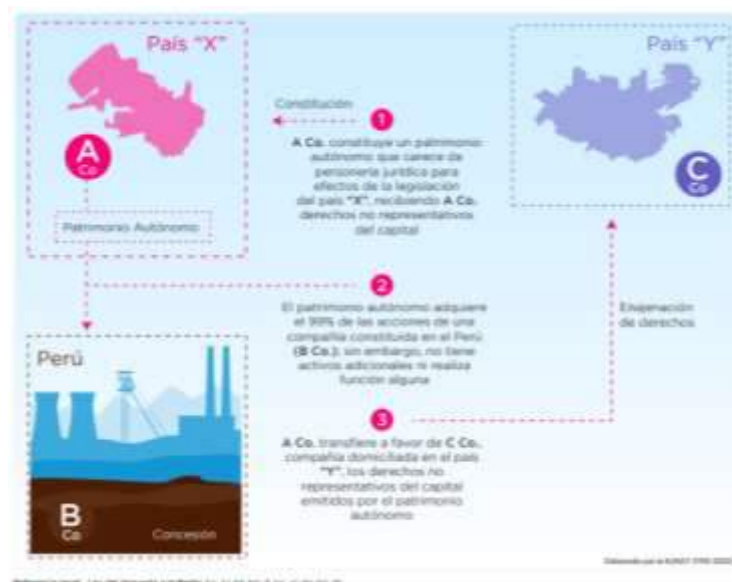 País "X"
País "Y"
A
Co
Patrimonio Autónomo
C
Co
Constitución
1
A Co. constituye un patrimonio
autónomo que carece de
personería jurídica para
efectos de la legislación
del país "X", recibiendo A Co.
derechos no representativos
del capital
2
El patrimonio autónomo adquiere
el 99% de las acciones de una
compañía constituida en el Perú
(B Co.); sin embargo, no tiene
activos adicionales ni realiza
función alguna
Enajenación
de derechos
3
A Co. transfiere a favor de C Co.,
compañía domiciliada en el país
"Y", los derechos no
representativos del capital
emitidos por el patrimonio
autónomo
Perú
B
Co
Concesión
Elaborado por la SUNAT